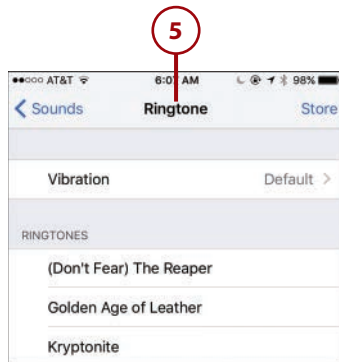 5
AT&T 6:07 AM 98%
Sounds Ringtone Store
Vibration Default
RINGTONES
(Don't Fear) The Reaper
Golden Age of Leather
Kryptonite